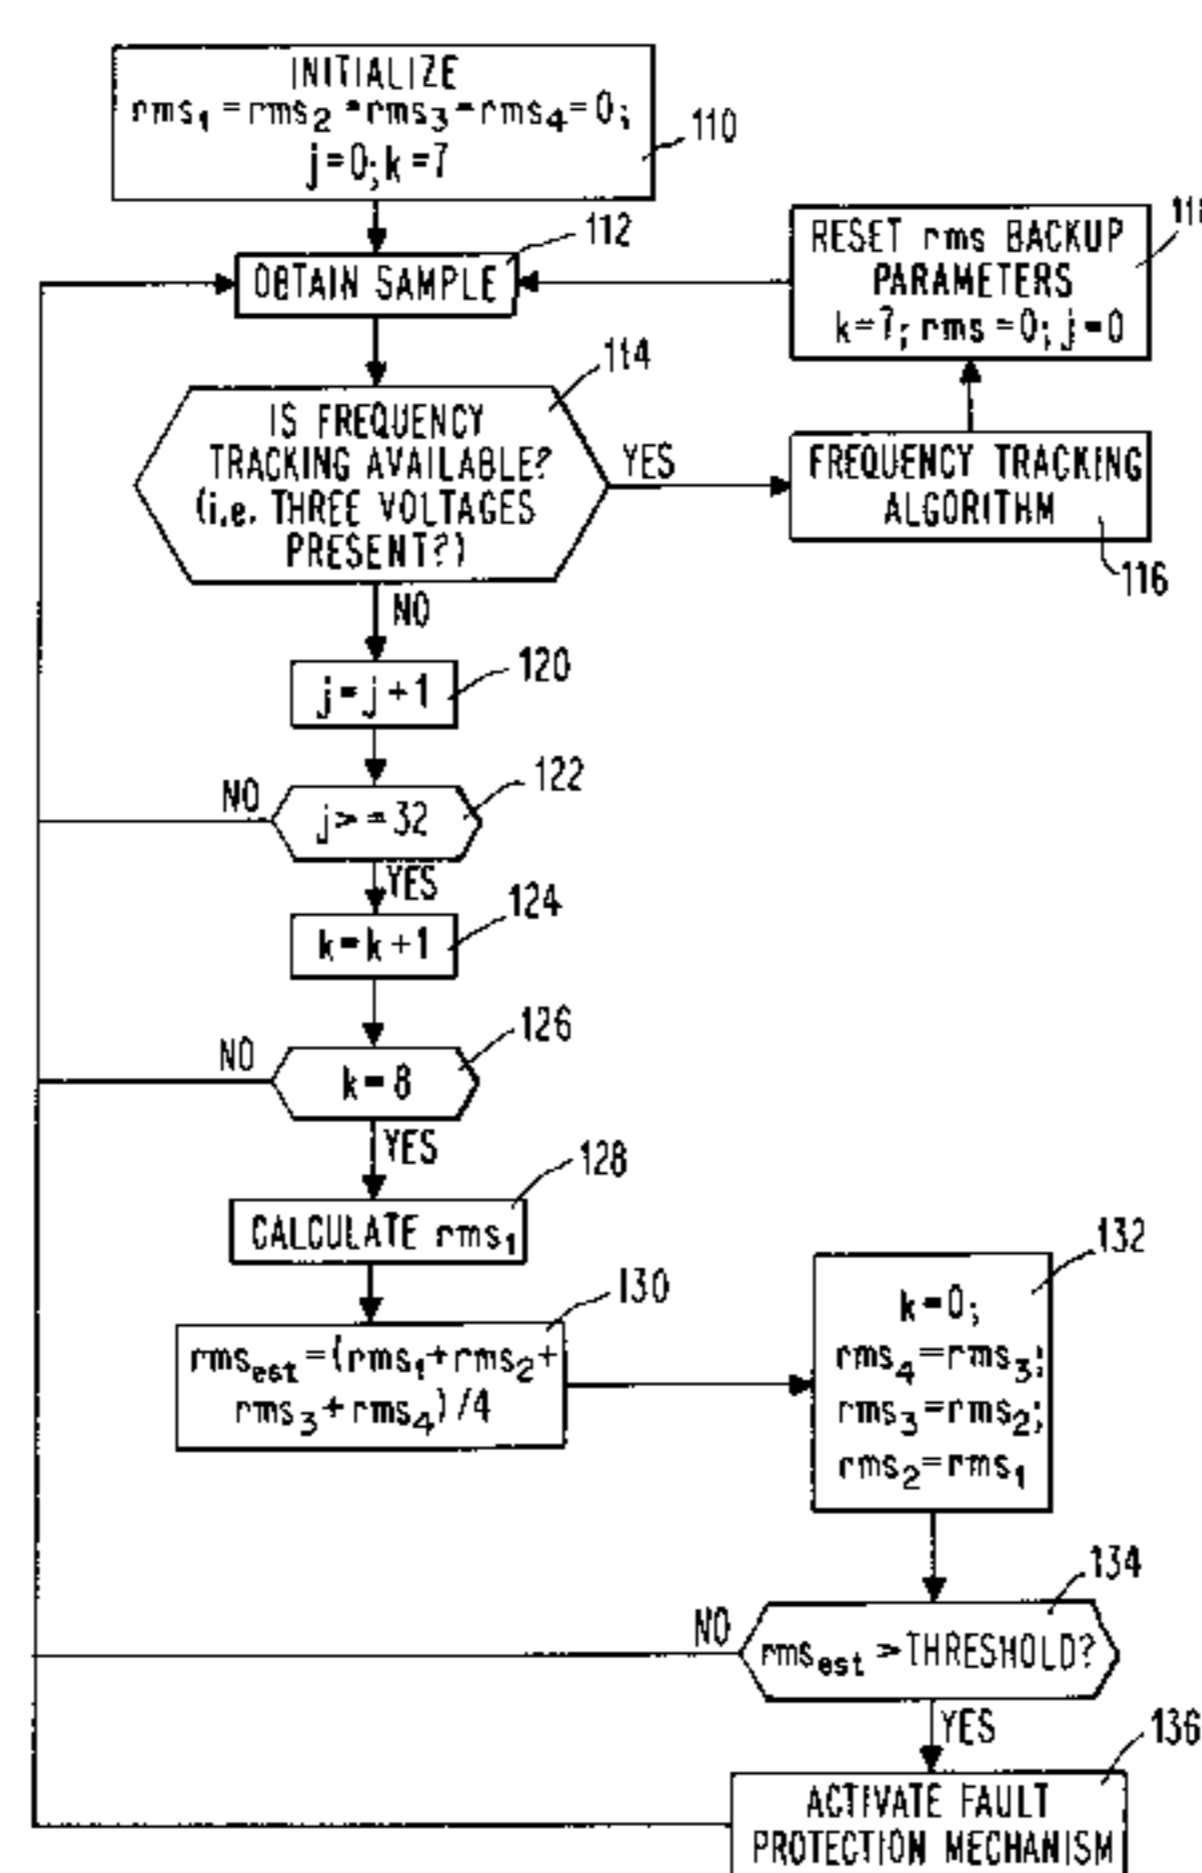 INITIALIZE
rms₁=rms₂=rms₃=rms₄=0;
j=0;k=7
110
OBTAIN SAMPLE
112
RESET rms BACKUP
PARAMETERS
k=7; rms=0; j=0
IS FREQUENCY
TRACKING AVAILABLE?
(i.e. THREE VOLTAGES
PRESENT?)
114
YES
FREQUENCY TRACKING
ALGORITHM
116
NO
j=j+1
120
NO
j>=32
122
YES
k=k+1
124
NO
k=8
126
YES
CALCULATE rms₁
128
rmsₑₛₜ=(rms₁+rms₂+
rms₃+rms₄)/4
130
k=0;
rms₄=rms₃;
rms₃=rms₂;
rms₂=rms₁
132
NO
rmsₑₛₜ>THRESHOLD?
134
YES
ACTIVATE FAULT
PROTECTION MECHANISM
136